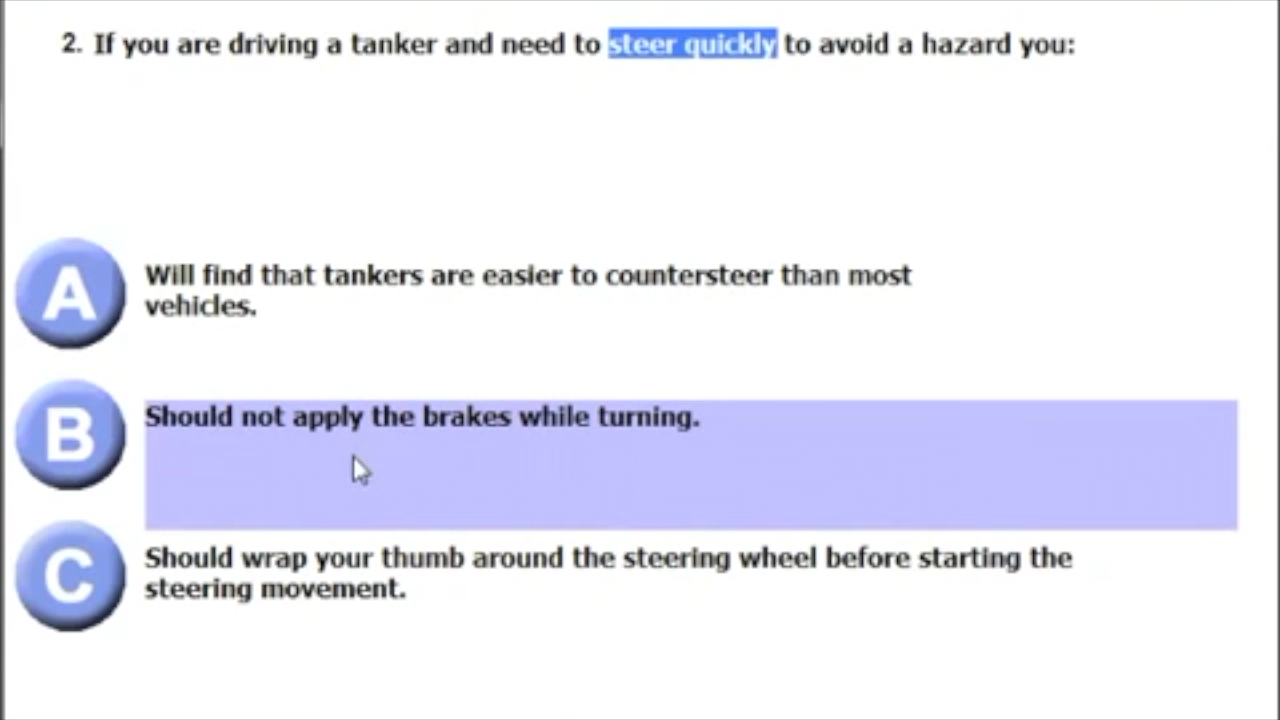 2. If you are driving a tanker and need to steer quickly to avoid a hazard you:
A
Will find that tankers are easier to countersteer than most
vehicles.
B
Should not apply the brakes while turning.
C
Should wrap your thumb around the steering wheel before starting the
steering movement.